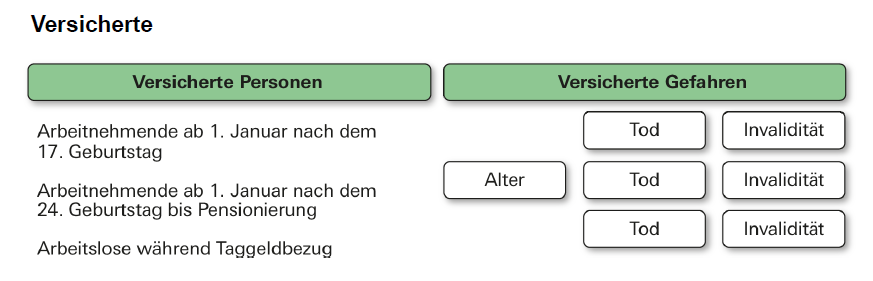 Versicherte
Versicherte Personen
Versicherte Gefahren
Arbeitnehmende ab 1. Januar nach dem
17. Geburtstag
Tod
Invalidität
Arbeitnehmende ab 1. Januar nach dem
24. Geburtstag bis Pensionierung
Alter
Tod
Invalidität
Arbeitslose während Taggeldbezug
Tod
Invalidität